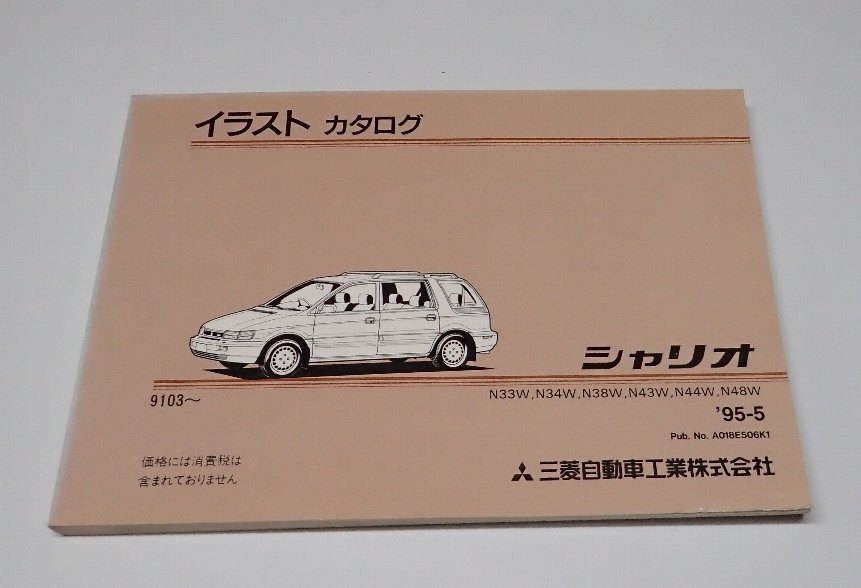 イラスト カタログ
シャリオ
9103～
N33W,N34W,N38W,N43W,N44W,N48W
'95-5
Pub. No. A018E506K1
価格には消費税は
含まれておりません
三菱自動車工業株式会社